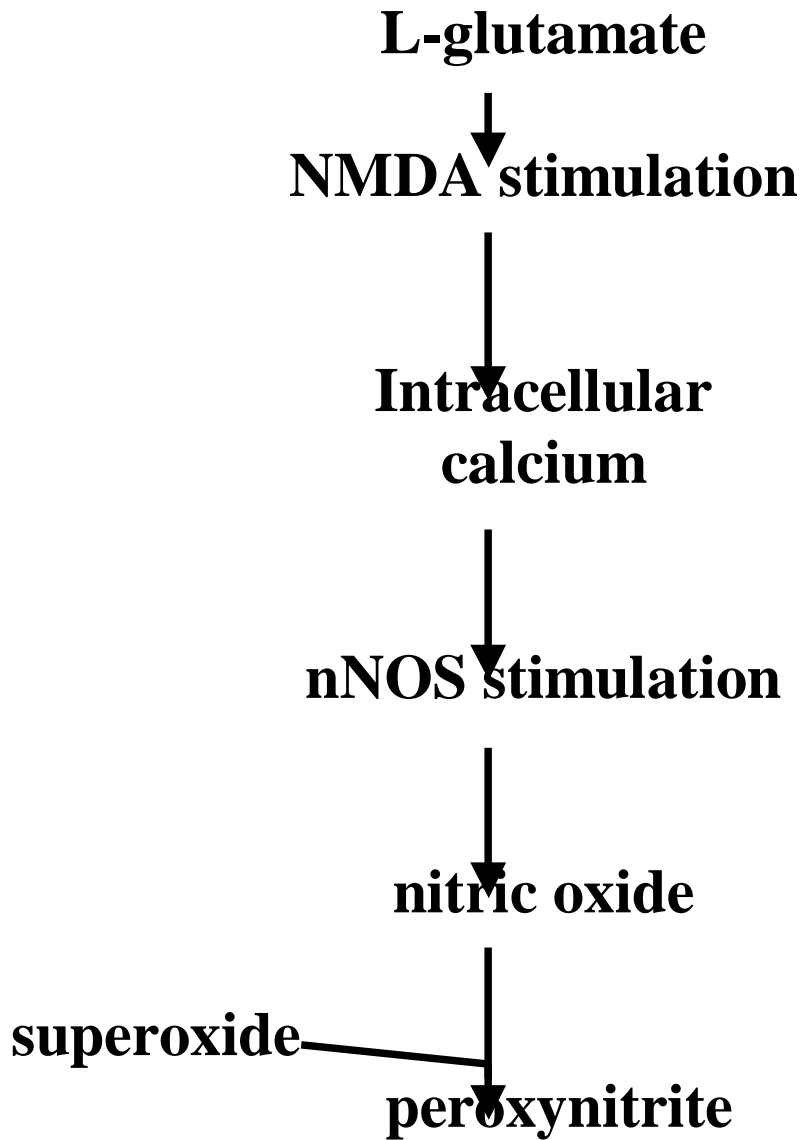 L-glutamate
NMDA stimulation
Intracellular
calcium
nNOS stimulation
nitric oxide
superoxide
peroxynitrite